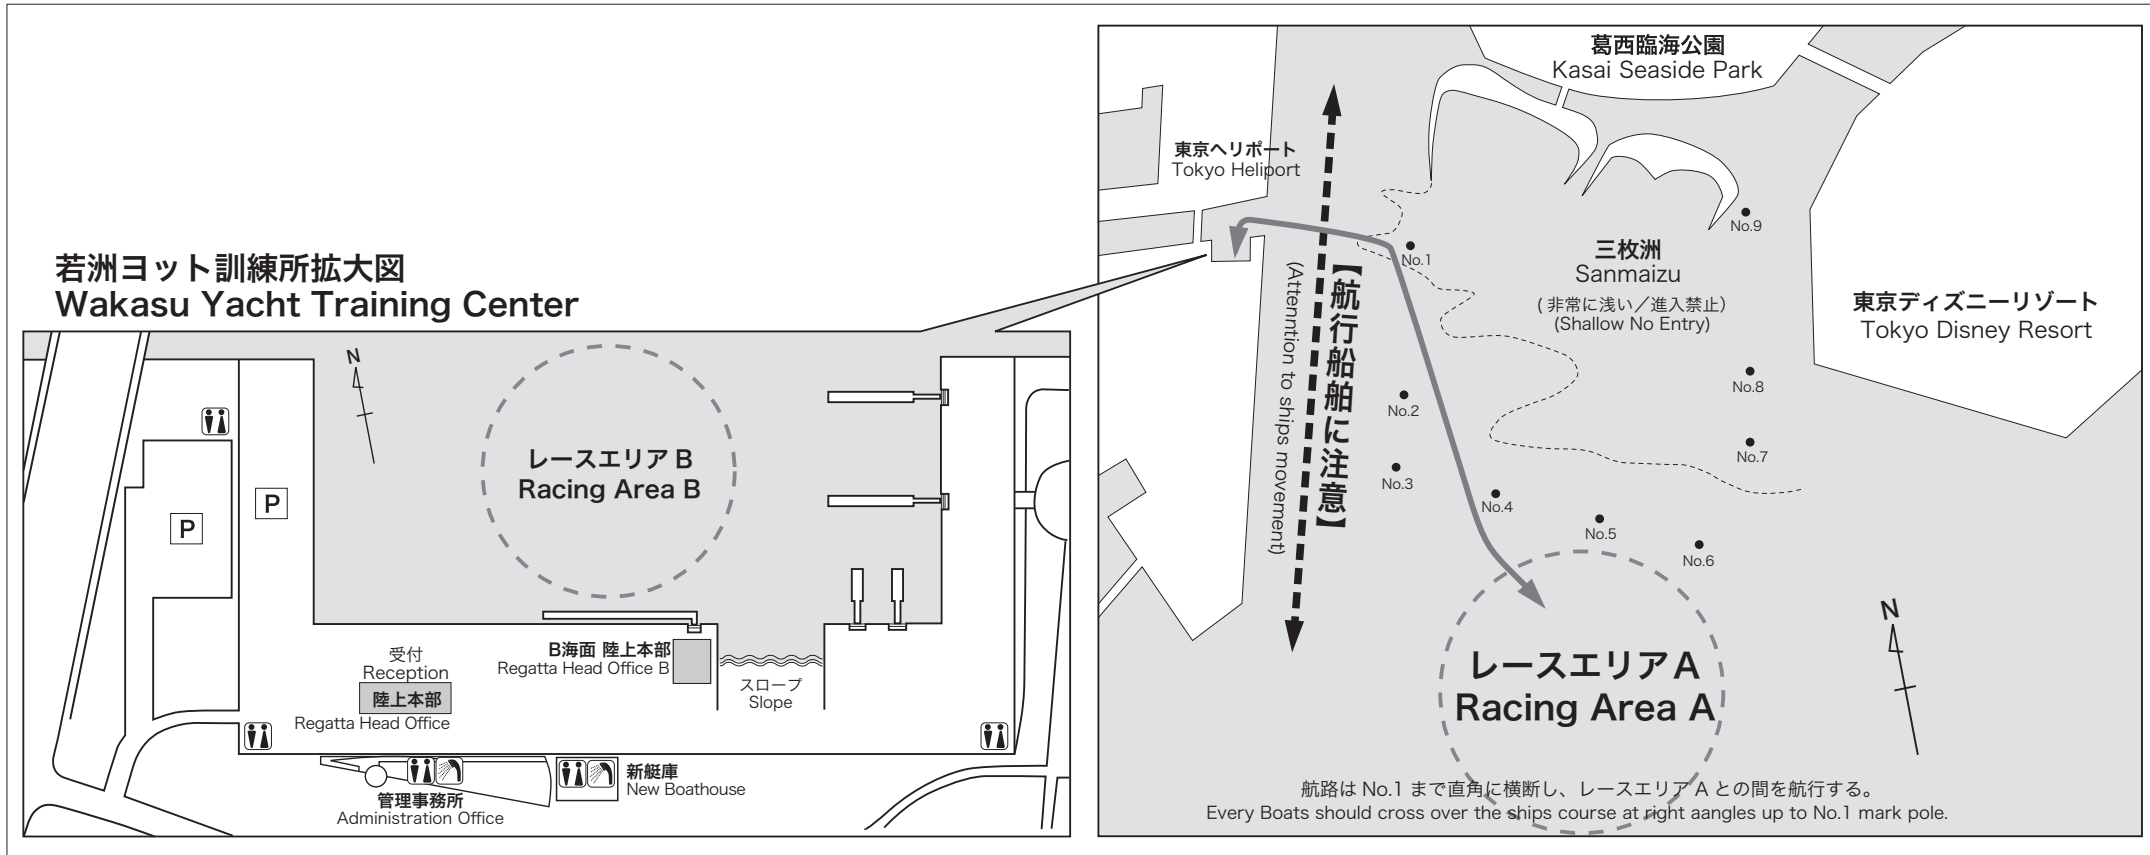 若洲ヨット訓練所拡大図
Wakasu Yacht Training Center
N
レースエリア B
Racing Area B
P
P
受付
Reception
陸上本部
Regatta Head Office
B海面 陸上本部
Regatta Head Office B
スロープ
Slope
管理事務所
Administration Office
新艇庫
New Boathouse
葛西臨海公園
Kasai Seaside Park
東京ヘリポート
Tokyo Heliport
【航行船舶に注意】
(Attenntion to ships movement)
三枚洲
Sanmaizu
( 非常に浅い／進入禁止)
(Shallow No Entry)
東京ディズニーリゾート
Tokyo Disney Resort
No.1
No.2
No.3
No.4
No.5
No.6
No.7
No.8
No.9
N
レースエリア A
Racing Area A
航路は No.1 まで直角に横断し、レースエリア A との間を航行する。
Every Boats should cross over the ships course at right aangles up to No.1 mark pole.